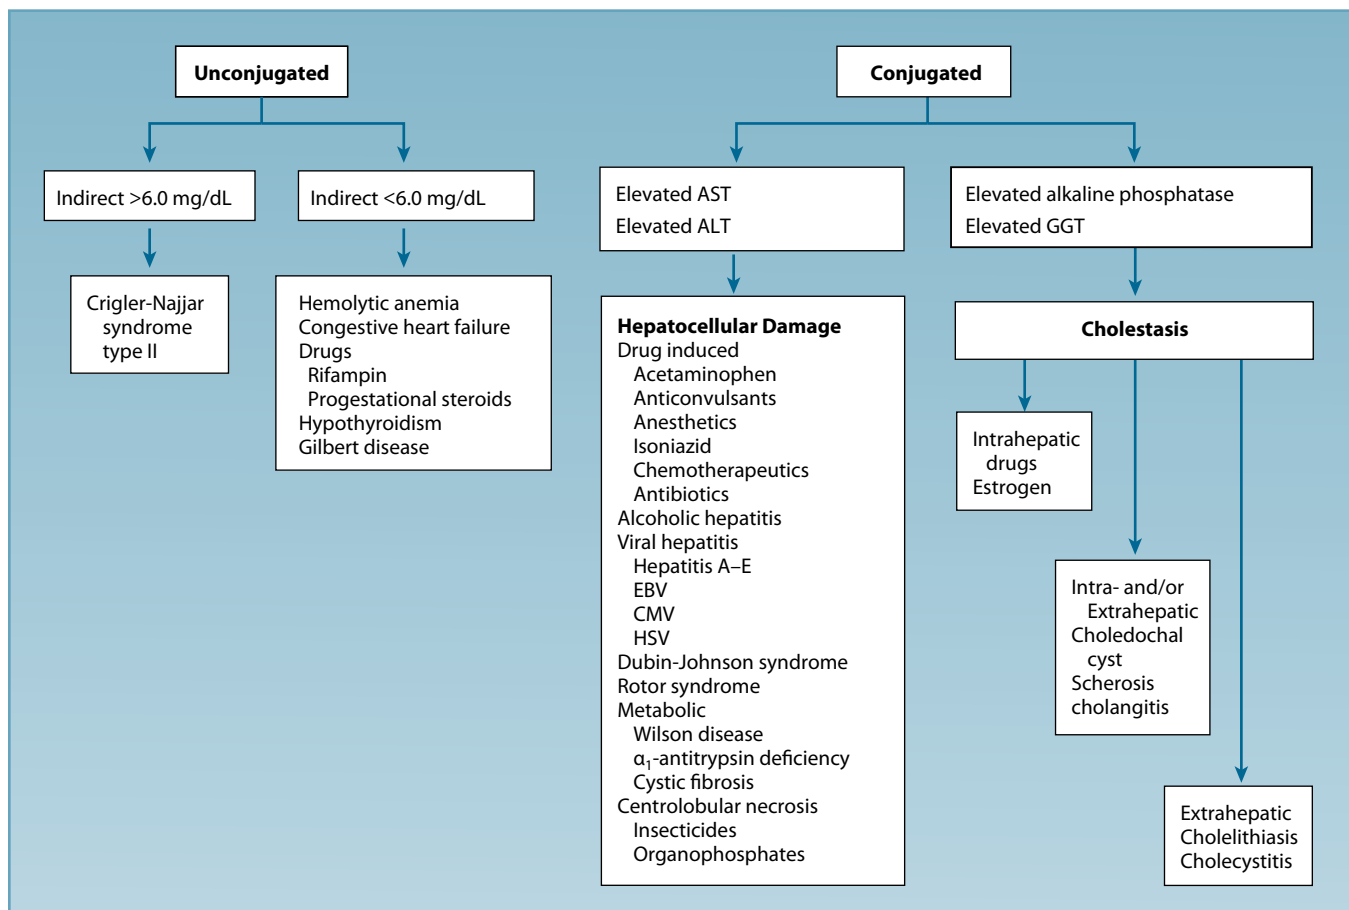 Unconjugated
Indirect >6.0 mg/dL
Crigler-Najjar
syndrome
type II
Indirect <6.0 mg/dL
Hemolytic anemia
Congestive heart failure
Drugs
Rifampin
Progestational steroids
Hypothyroidism
Gilbert disease
Conjugated
Elevated AST
Elevated ALT
Hepatocellular Damage
Drug induced
Acetaminophen
Anticonvulsants
Anesthetics
Isoniazid
Chemotherapeutics
Antibiotics
Alcoholic hepatitis
Viral hepatitis
Hepatitis A–E
EBV
CMV
HSV
Dubin-Johnson syndrome
Rotor syndrome
Metabolic
Wilson disease
α₁-antitrypsin deficiency
Cystic fibrosis
Centrolobular necrosis
Insecticides
Organophosphates
Elevated alkaline phosphatase
Elevated GGT
Cholestasis
Intrahepatic
drugs
Estrogen
Intra- and/or
Extrahepatic
Choledochal
cyst
Scherosis
cholangitis
Extrahepatic
Cholelithiasis
Cholecystitis